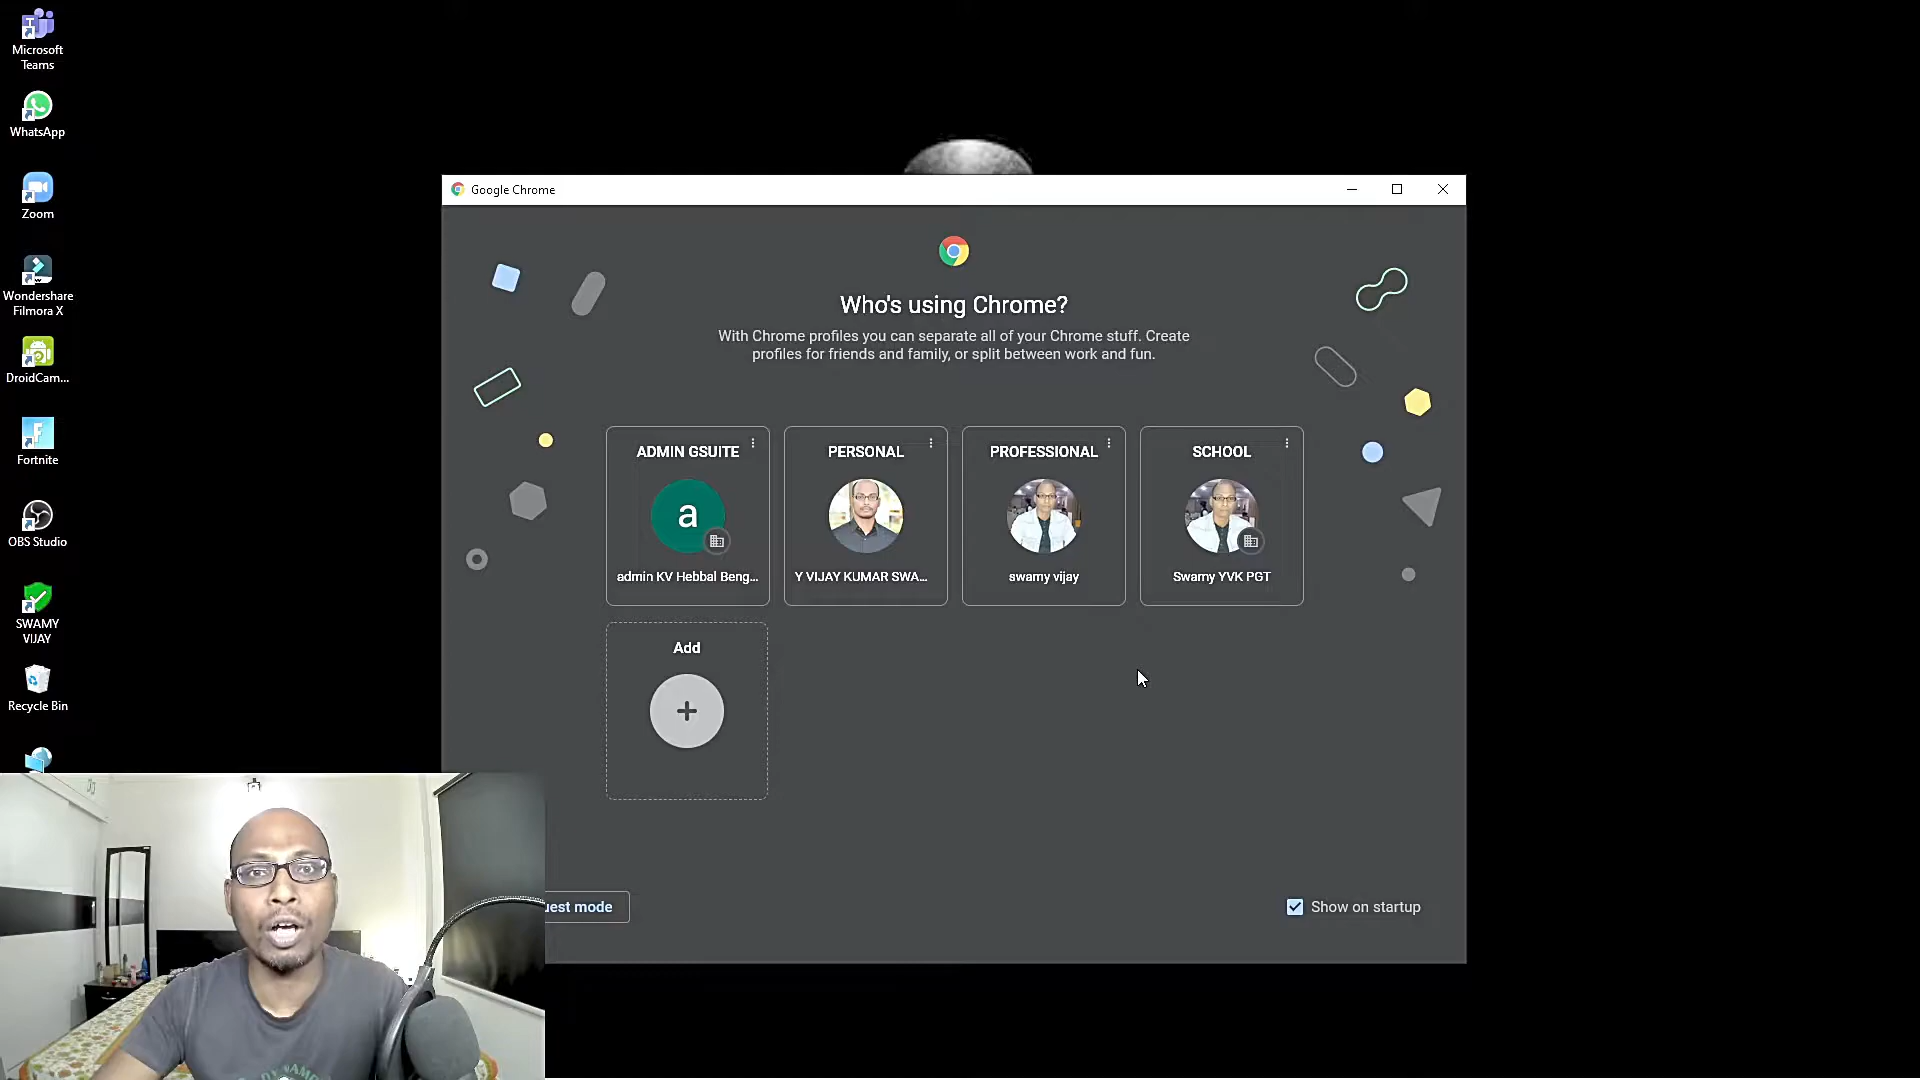 Microsoft
Teams
WhatsApp
Zoom
Wondershare
Filmora X
DroidCam...
Fortnite
OBS Studio
SWAMY
VIJAY
Recycle Bin
Google Chrome
Who's using Chrome?
With Chrome profiles you can separate all of your Chrome stuff. Create
profiles for friends and family, or split between work and fun.
ADMIN GSUITE
a
admin KV Hebbal Beng...
PERSONAL
Y VIJAY KUMAR SWA...
PROFESSIONAL
swamy vijay
SCHOOL
Swamy YVK PGT
Add
mode
Show on startup